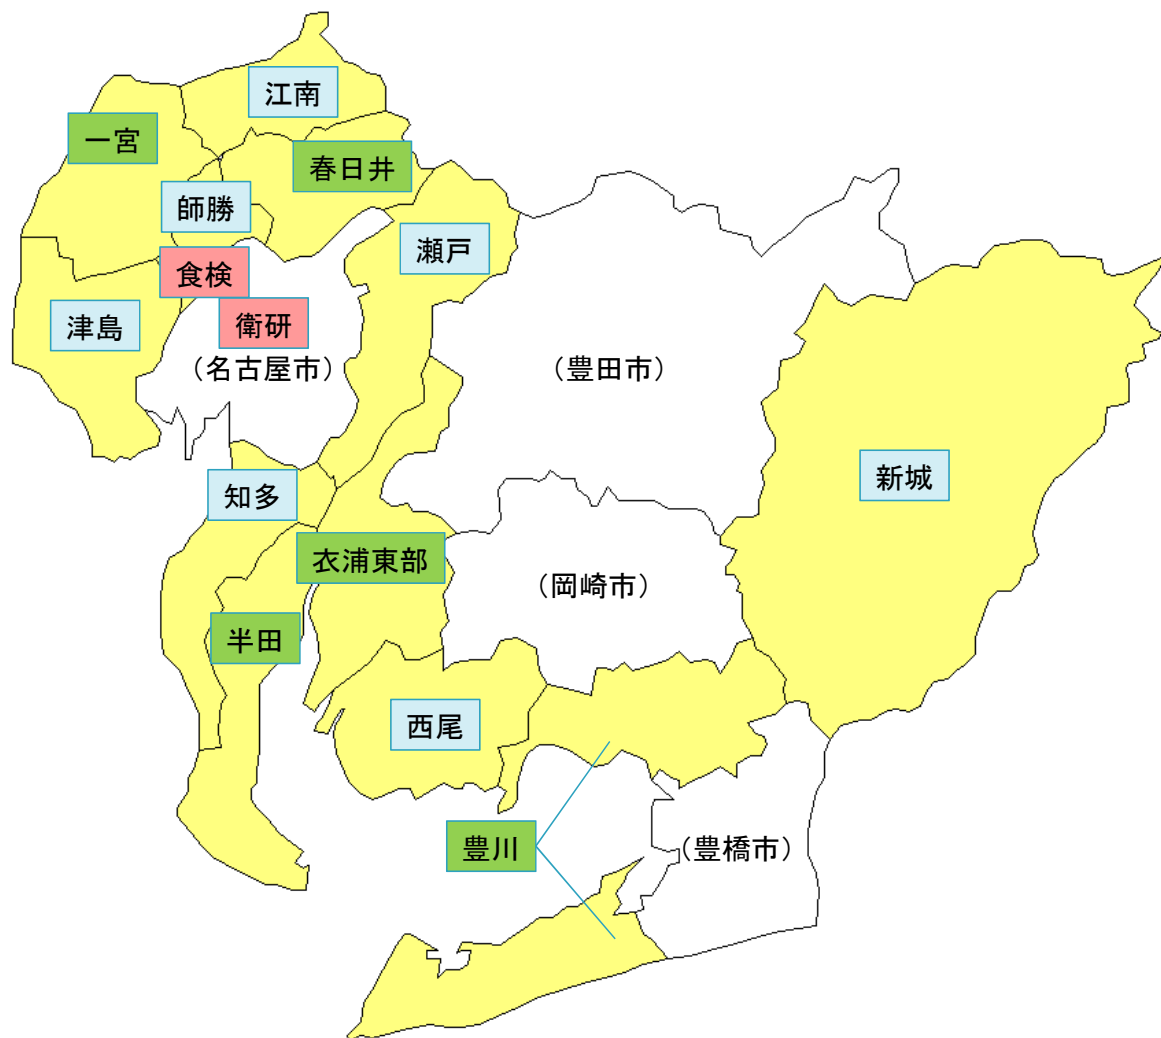 江南
一宮
春日井
師勝
瀬戸
食検
津島
衛研
（名古屋市）
（豊田市）
新城
知多
衣浦東部
（岡崎市）
半田
西尾
豊川
（豊橋市）